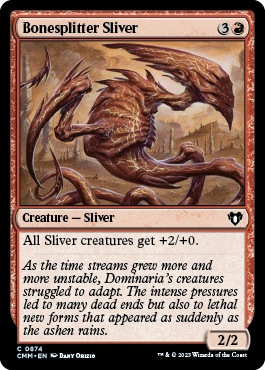 Bonesplitter Sliver 3
Creature — Sliver
All Sliver creatures get +2/+0.
As the time streams grew more and
more unstable, Dominaria's creatures
struggled to adapt. The intense pressures
led to many dead ends but also to lethal
new forms that appeared as suddenly as
the ashen rains.
2/2
C 0874
CMM • EN Dany Orizio
™ & © 2023 Wizards of the Coast